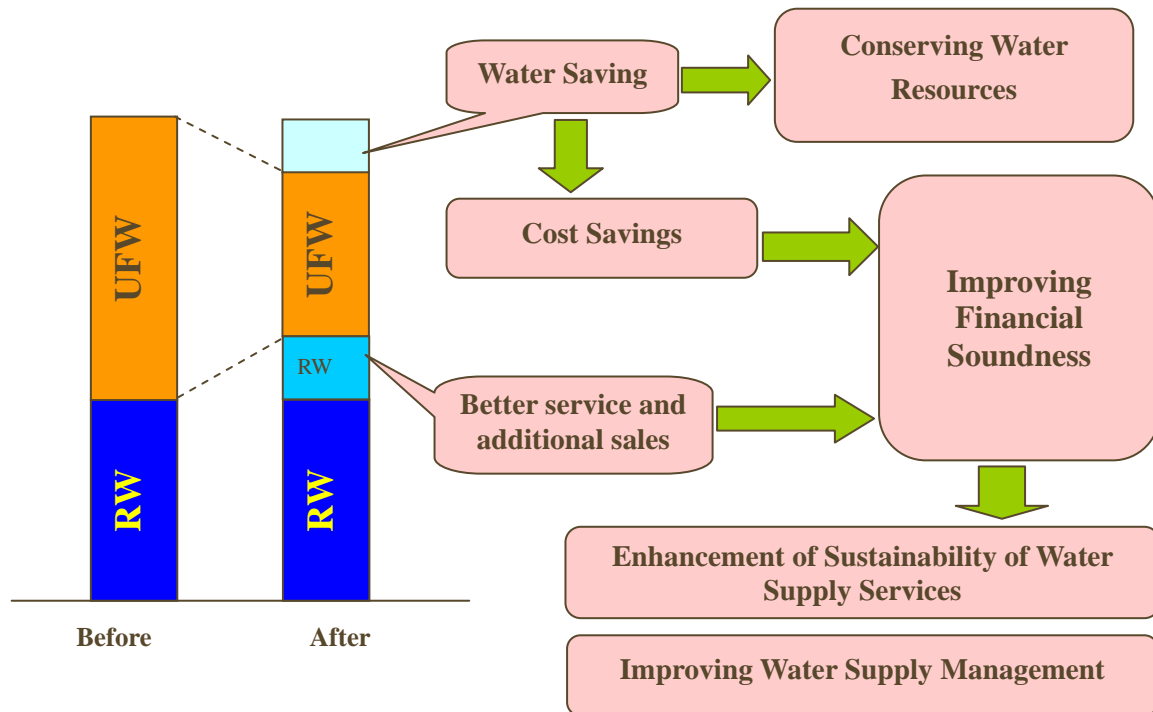 Water Saving
Conserving Water
Resources
Cost Savings
UFW
UFW
Improving
Financial
Soundness
RW
Better service and
additional sales
RW
RW
Enhancement of Sustainability of Water
Supply Services
Before
After
Improving Water Supply Management